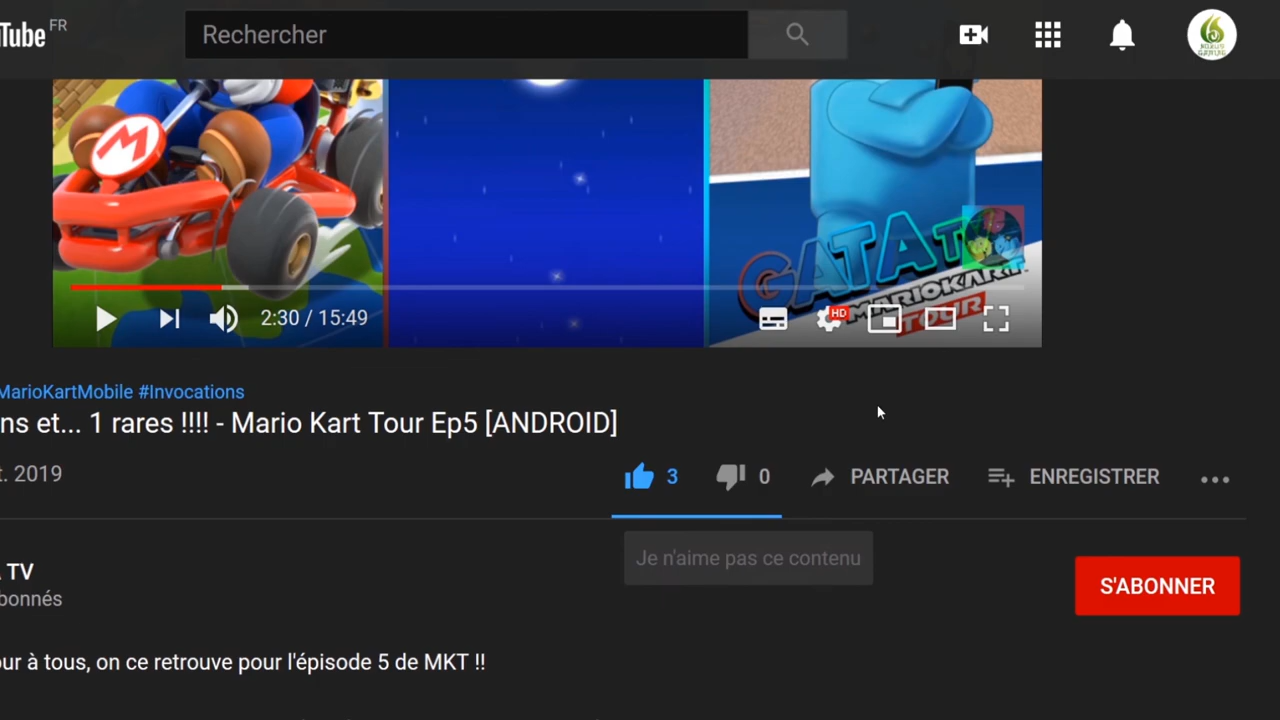 Tube FR
Rechercher
M
GATA TV
MARIOKART
TOUR
2:30 / 15:49
HD
MarioKartMobile #Invocations
ns et... 1 rares !!!! - Mario Kart Tour Ep5 [ANDROID]
t. 2019
3
0
PARTAGER
ENREGISTRER
Je n'aime pas ce contenu
TV
bonnés
S'ABONNER
our à tous, on ce retrouve pour l'épisode 5 de MKT !!